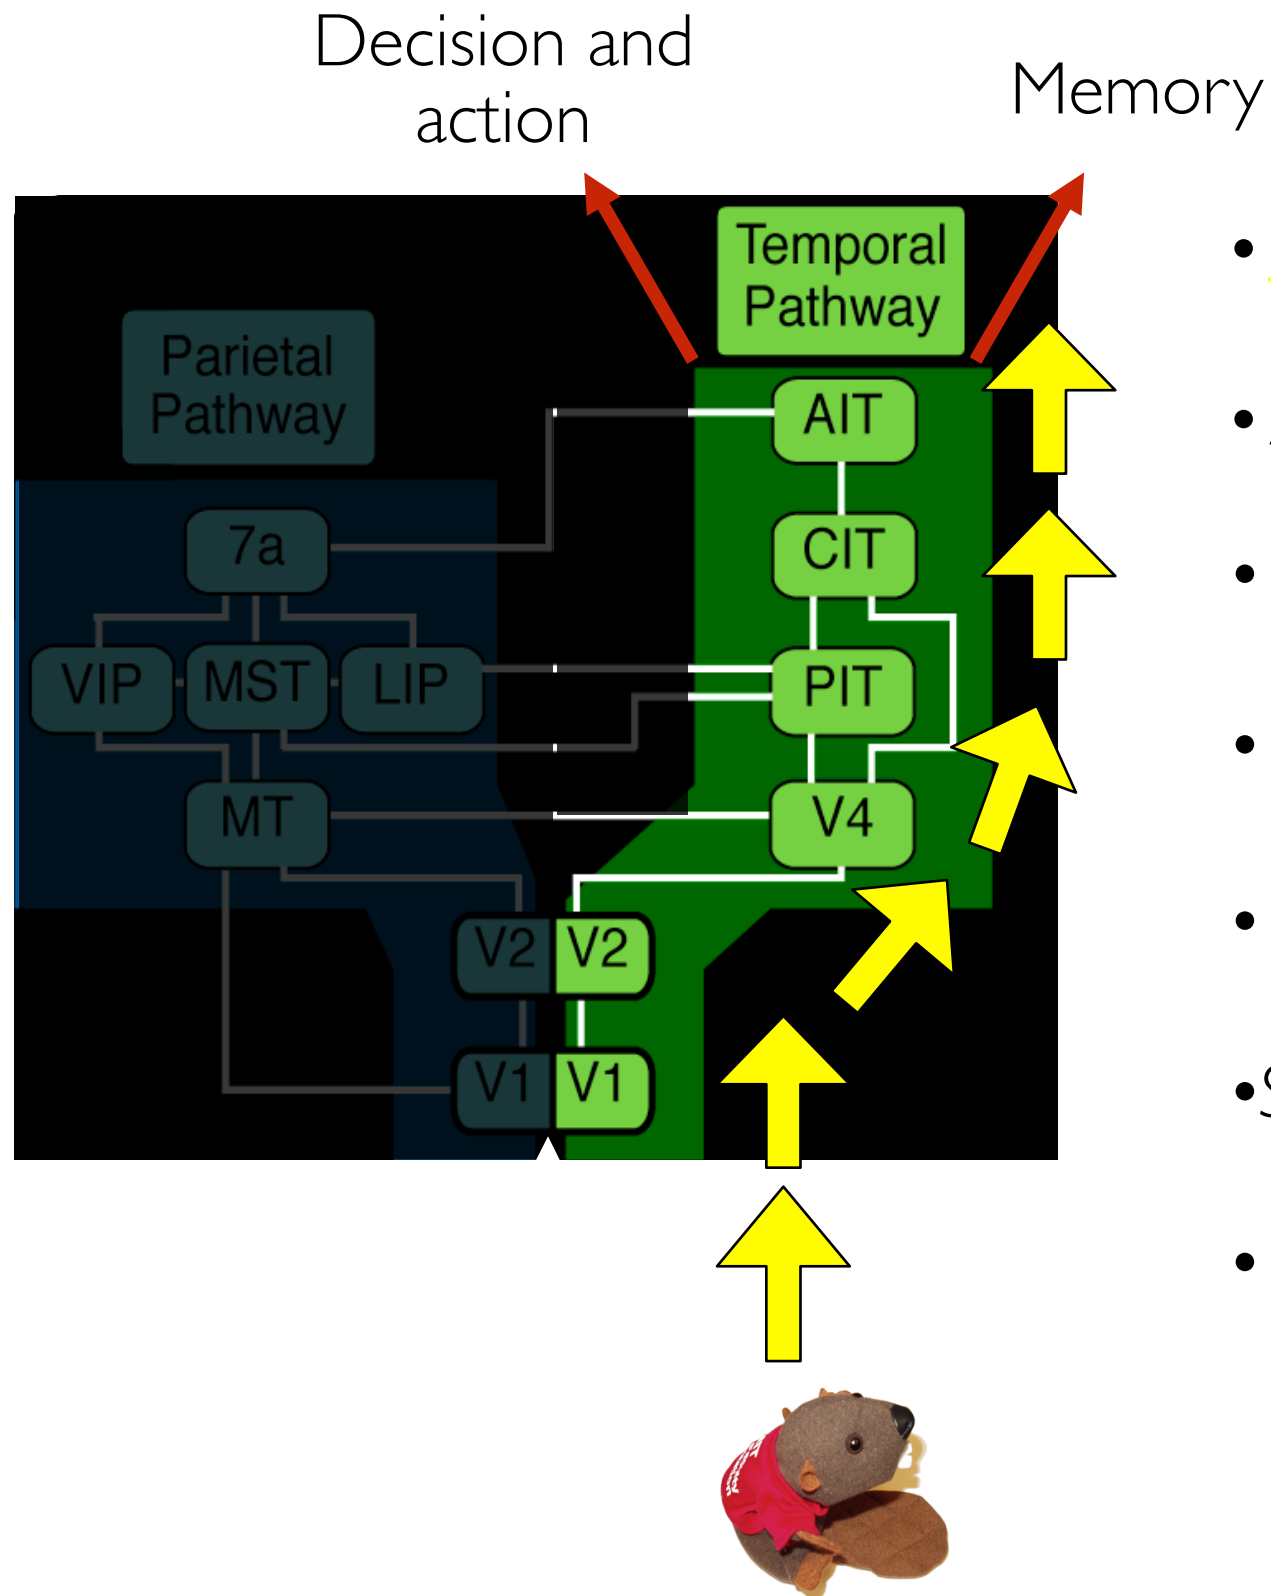 Decision and
action
Memory
Temporal
Pathway
Parietal
Pathway
AIT
7a
CIT
VIP
MST
LIP
PIT
MT
V4
V2
V2
V1
V1